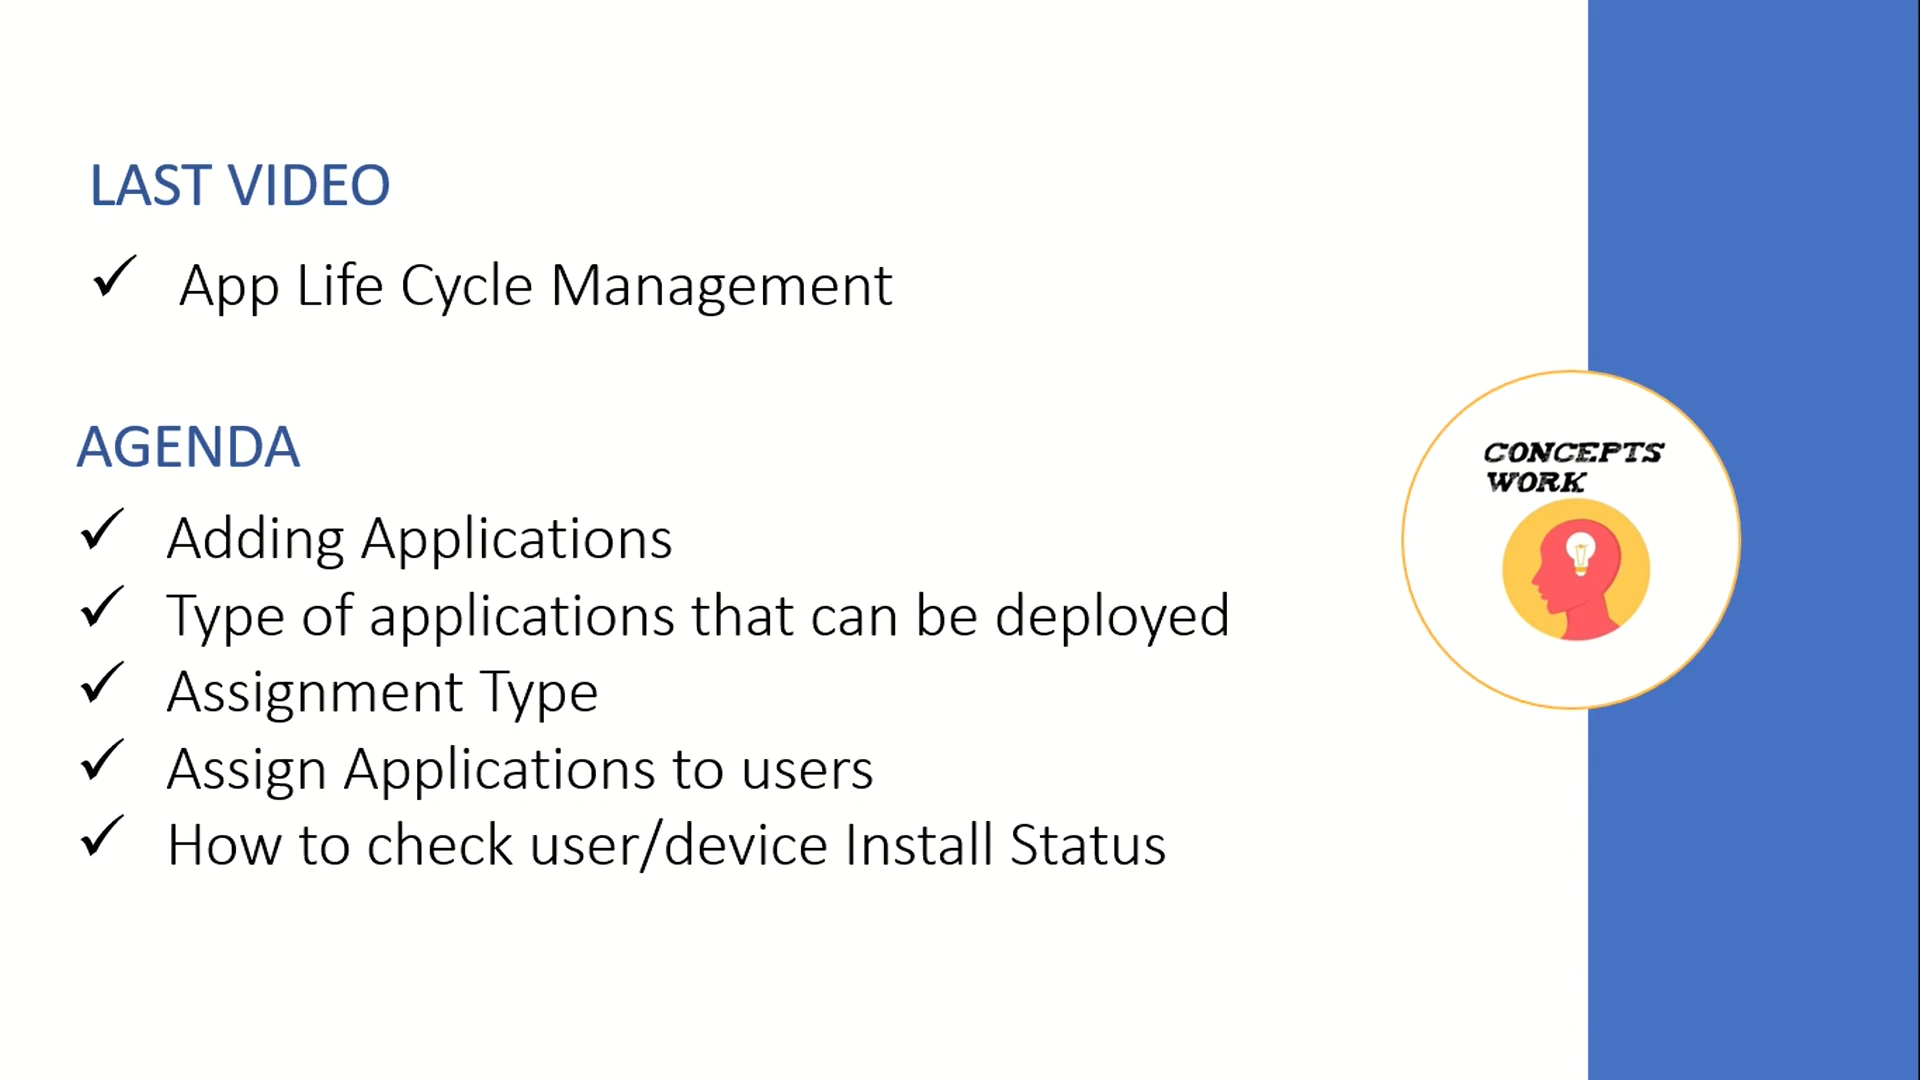 LAST VIDEO
✓ App Life Cycle Management
AGENDA
✓ Adding Applications
✓ Type of applications that can be deployed
✓ Assignment Type
✓ Assign Applications to users
✓ How to check user/device Install Status
CONCEPTS
WORK